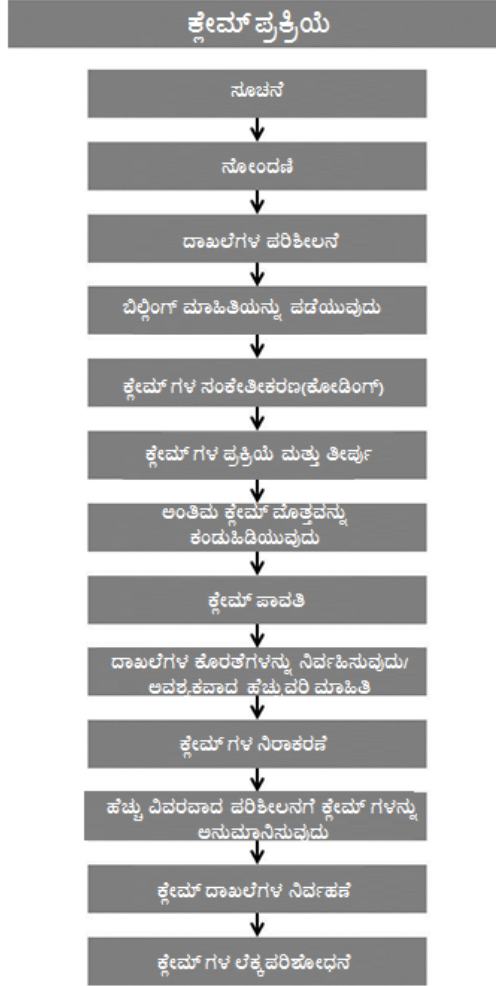 ಕ್ಲೇಮ್ ಪ್ರಕ್ರಿಯೆ
ಸೂಚನೆ
ನೋಂದಣಿ
ದಾಖಲೆಗಳ ಪರಿಶೀಲನೆ
ಬಿಲ್ಲಿಂಗ್ ಮಾಹಿತಿಯನ್ನು ಪಡೆಯುವುದು
ಕ್ಲೇಮ್ ಗಳ ಸಂಕೇತೀಕರಣ(ಕೋಡಿಂಗ್)
ಕ್ಲೇಮ್ ಗಳ ಪ್ರಕ್ರಿಯೆ ಮತ್ತು ತೀರ್ಪು
ಅಂತಿಮ ಕ್ಲೇಮ್ ಮೊತ್ತವನ್ನು
ಕಂಡುಹಿಡಿಯುವುದು
ಕ್ಲೇಮ್ ಪಾವತಿ
ದಾಖಲೆಗಳ ಕೊರತೆಗಳನ್ನು ನಿರ್ವಹಿಸುವುದು/
ಅವಶ್ಯಕವಾದ ಹೆಚ್ಚುವರಿ ಮಾಹಿತಿ
ಕ್ಲೇಮ್ ಗಳ ನಿರಾಕರಣೆ
ಹೆಚ್ಚು ವಿವರವಾದ ಪರಿಶೀಲನಗೆ ಕ್ಲೇಮ್ ಗಳನ್ನು
ಅನುಮಾನಿಸುವುದು
ಕ್ಲೇಮ್ ದಾಖಲೆಗಳ ನಿರ್ವಹಣೆ
ಕ್ಲೇಮ್ ಗಳ ಲೆಕ್ಕಪರಿಶೋಧನೆ